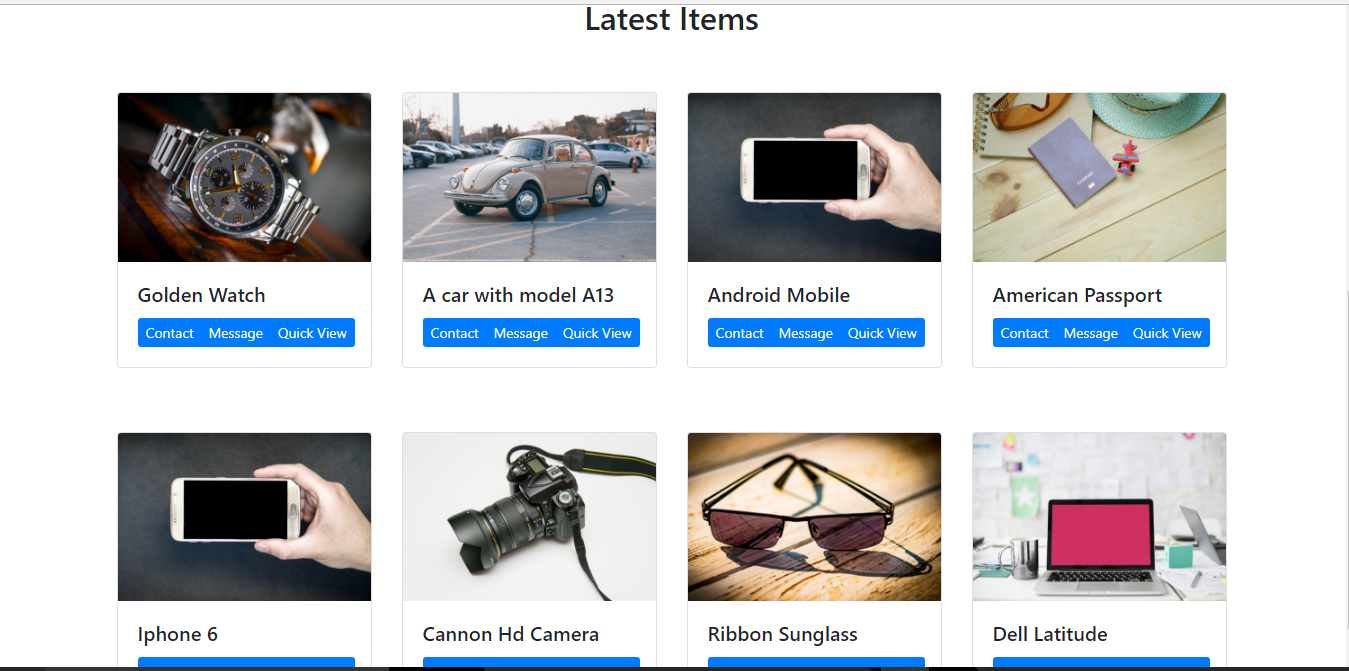 Latest Items
Golden Watch
A car with model A13
Android Mobile
American Passport
Contact Message Quick View
Contact Message Quick View
Contact Message Quick View
Contact Message Quick View
Iphone 6
Cannon Hd Camera
Ribbon Sunglass
Dell Latitude